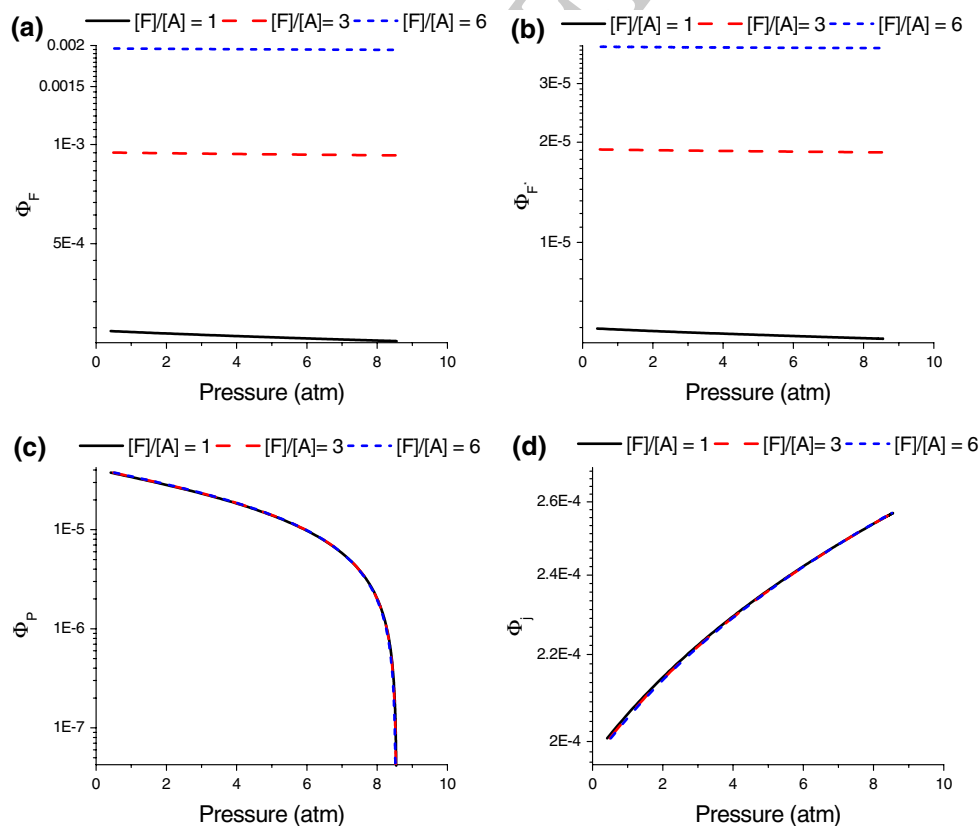 (a) [F]/[A] = 1 [F]/[A]= 3 [F]/[A] = 6
0.002
0.0015
1E-3
5E-4
Φ_F
0 2 4 6 8 10
Pressure (atm)
(b) [F]/[A] = 1 [F]/[A]= 3 [F]/[A] = 6
3E-5
2E-5
1E-5
Φ_F·
0 2 4 6 8 10
Pressure (atm)
(c) [F]/[A] = 1 [F]/[A]= 3 [F]/[A] = 6
1E-5
1E-6
1E-7
Φ_P
0 2 4 6 8 10
Pressure (atm)
(d) [F]/[A] = 1 [F]/[A]= 3 [F]/[A] = 6
2.6E-4
2.4E-4
2.2E-4
2E-4
Φ_j
0 2 4 6 8 10
Pressure (atm)